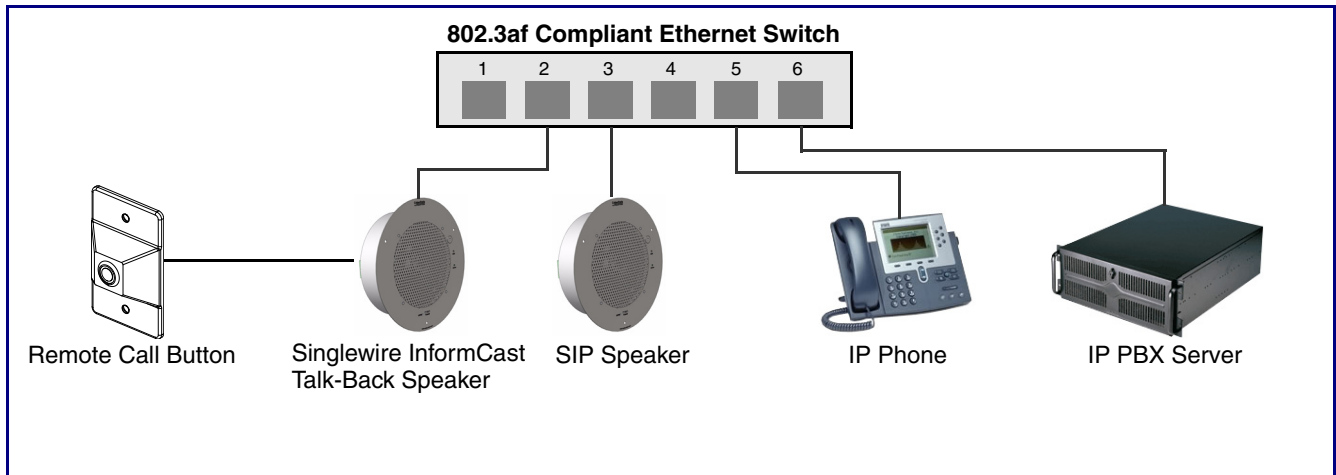 802.3af Compliant Ethernet Switch
1 2 3 4 5 6
Remote Call Button
Singlewire InformCast
Talk-Back Speaker
SIP Speaker
IP Phone
IP PBX Server